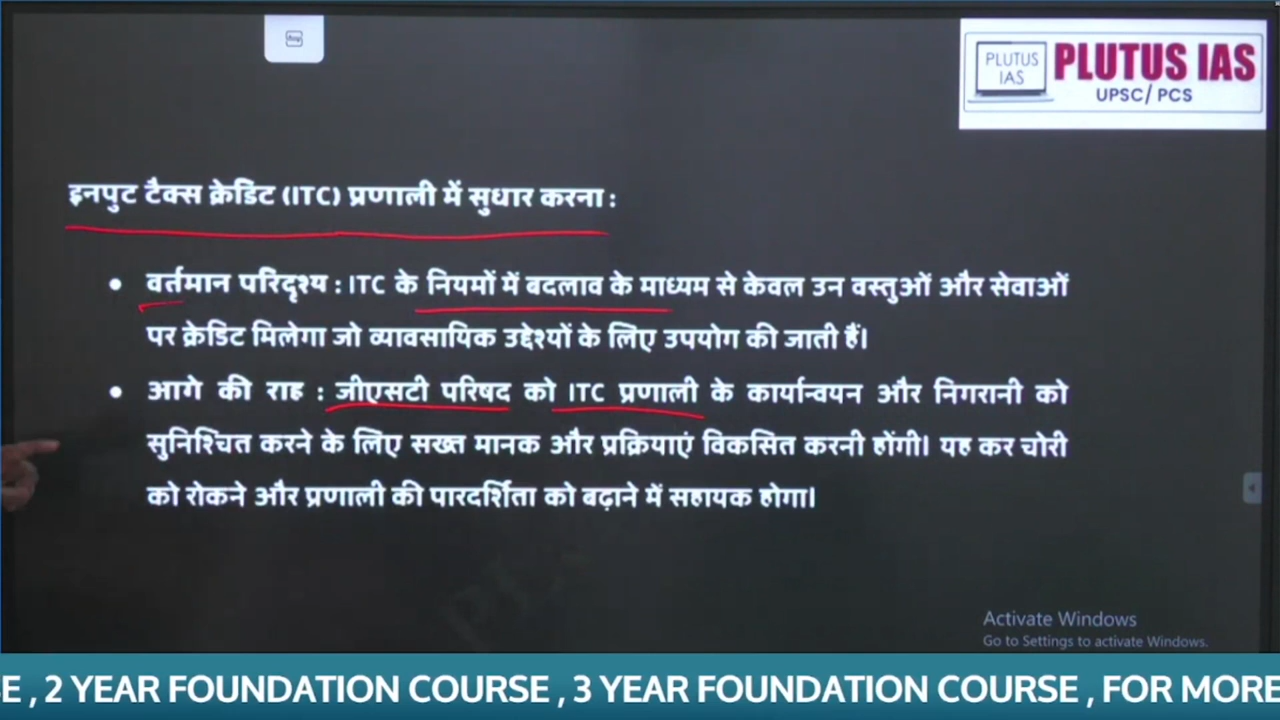 PLUTUS IAS
PLUTUS IAS
UPSC/ PCS
इनपुट टैक्स क्रेडिट (ITC) प्रणाली में सुधार करना :
• वर्तमान परिदृश्य : ITC के नियमों में बदलाव के माध्यम से केवल उन वस्तुओं और सेवाओं
पर क्रेडिट मिलेगा जो व्यावसायिक उद्देश्यों के लिए उपयोग की जाती हैं।
• आगे की राह : जीएसटी परिषद को ITC प्रणाली के कार्यान्वयन और निगरानी को
सुनिश्चित करने के लिए सख्त मानक और प्रक्रियाएं विकसित करनी होंगी। यह कर चोरी
को रोकने और प्रणाली की पारदर्शिता को बढ़ाने में सहायक होगा।
Activate Windows
Go to Settings to activate Windows.
E , 2 YEAR FOUNDATION COURSE , 3 YEAR FOUNDATION COURSE , FOR MORE